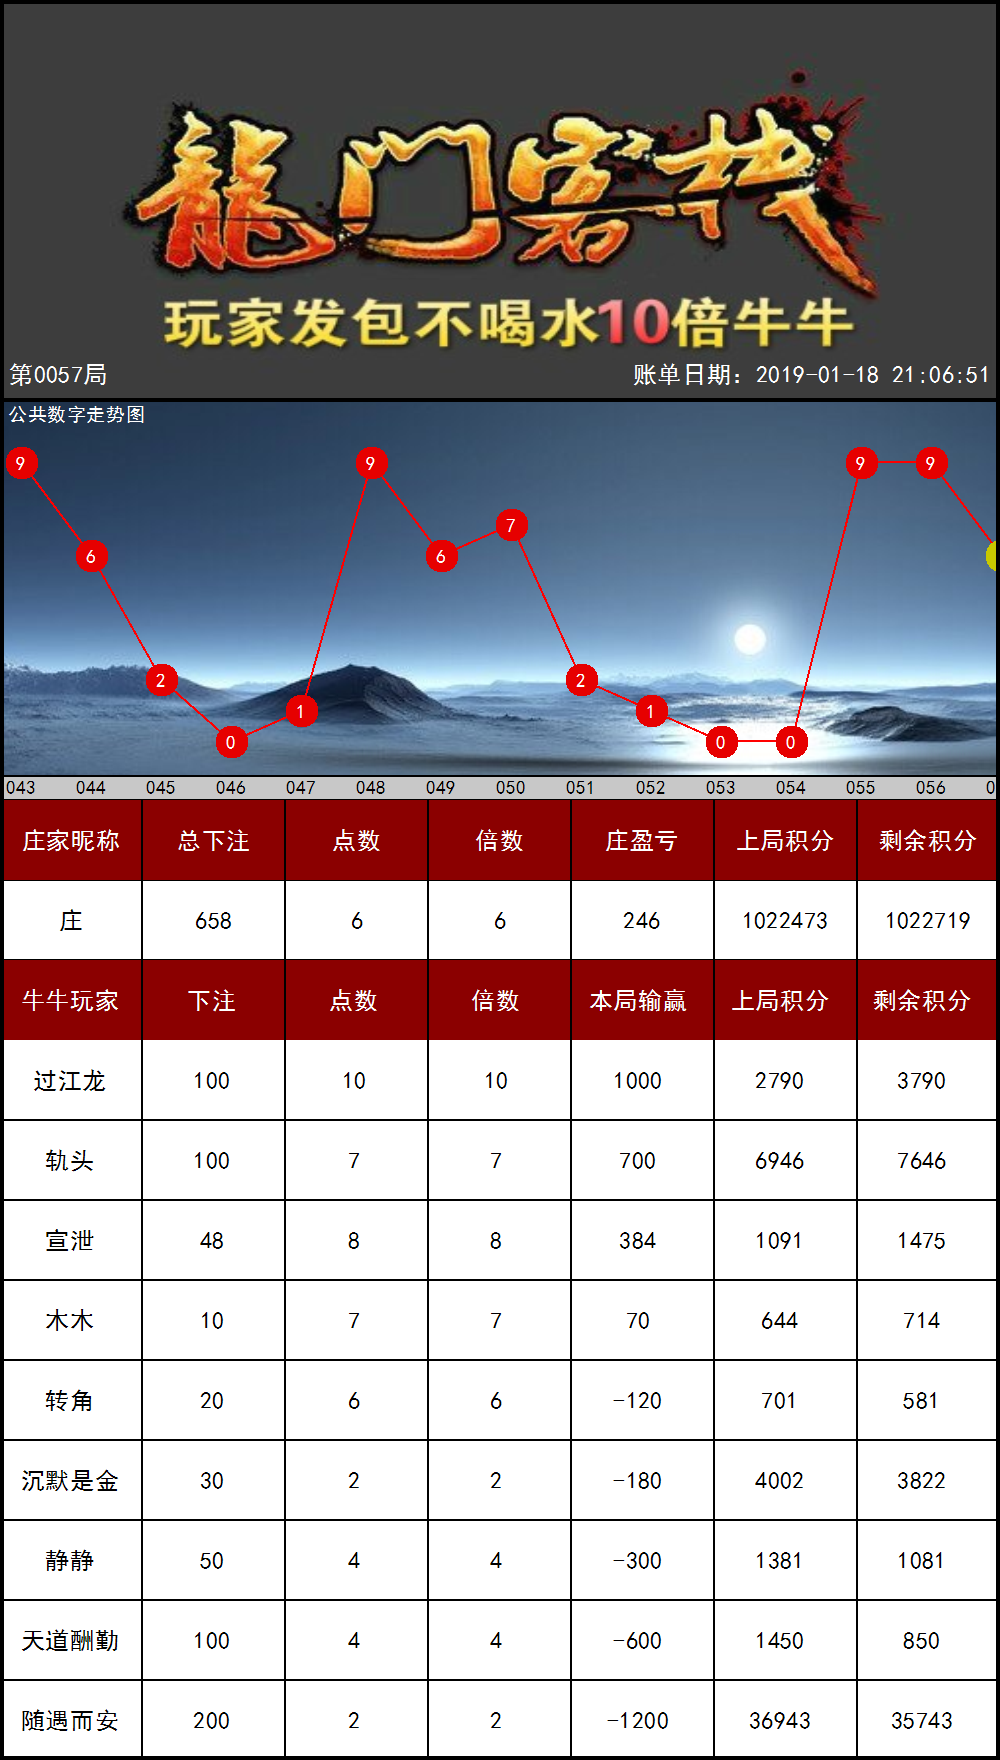 龍门客栈
玩家发包不喝水10倍牛牛
第0057局 账单日期：2019-01-18 21:06:51
公共数字走势图
9 6 2 0 1 9 6 7 2 1 0 0 9 9
043 044 045 046 047 048 049 050 051 052 053 054 055 056 0
庄家昵称 总下注 点数 倍数 庄盈亏 上局积分 剩余积分
庄 658 6 6 246 1022473 1022719
牛牛玩家 下注 点数 倍数 本局输赢 上局积分 剩余积分
过江龙 100 10 10 1000 2790 3790
轨头 100 7 7 700 6946 7646
宣泄 48 8 8 384 1091 1475
木木 10 7 7 70 644 714
转角 20 6 6 -120 701 581
沉默是金 30 2 2 -180 4002 3822
静静 50 4 4 -300 1381 1081
天道酬勤 100 4 4 -600 1450 850
随遇而安 200 2 2 -1200 36943 35743